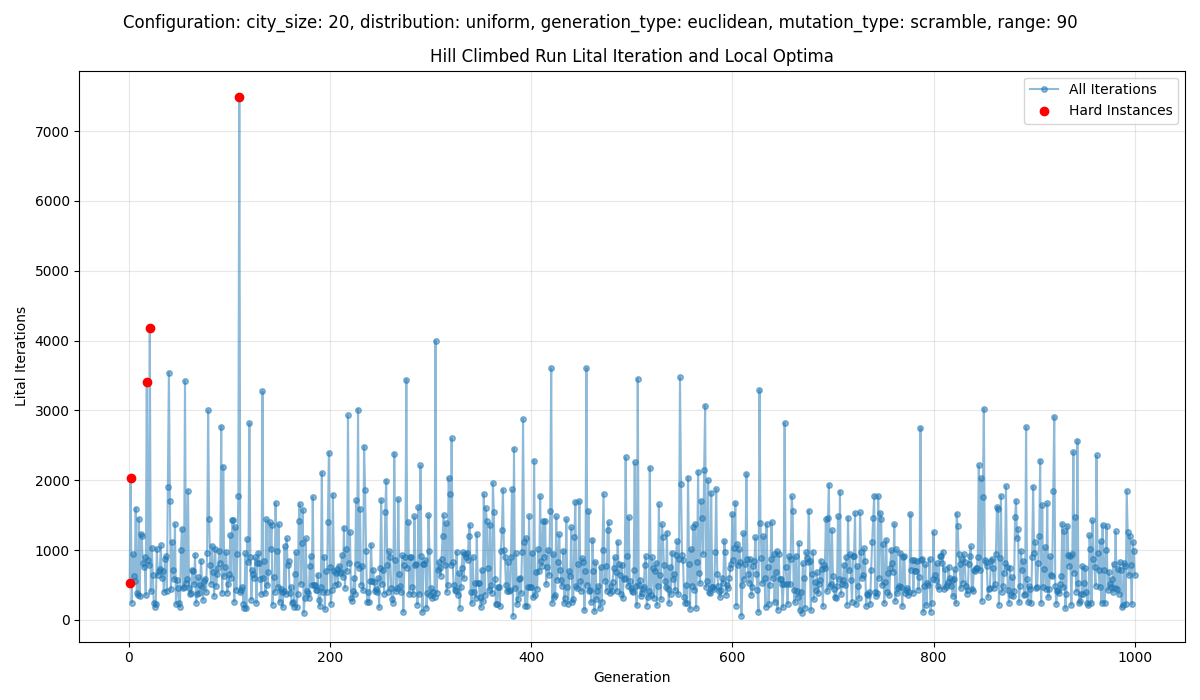 Configuration: city_size: 20, distribution: uniform, generation_type: euclidean, mutation_type: scramble, range: 90
Hill Climbed Run Lital Iteration and Local Optima
All Iterations
Hard Instances
7000
6000
5000
4000
3000
2000
1000
0
Lital Iterations
0 200 400 600 800 1000
Generation